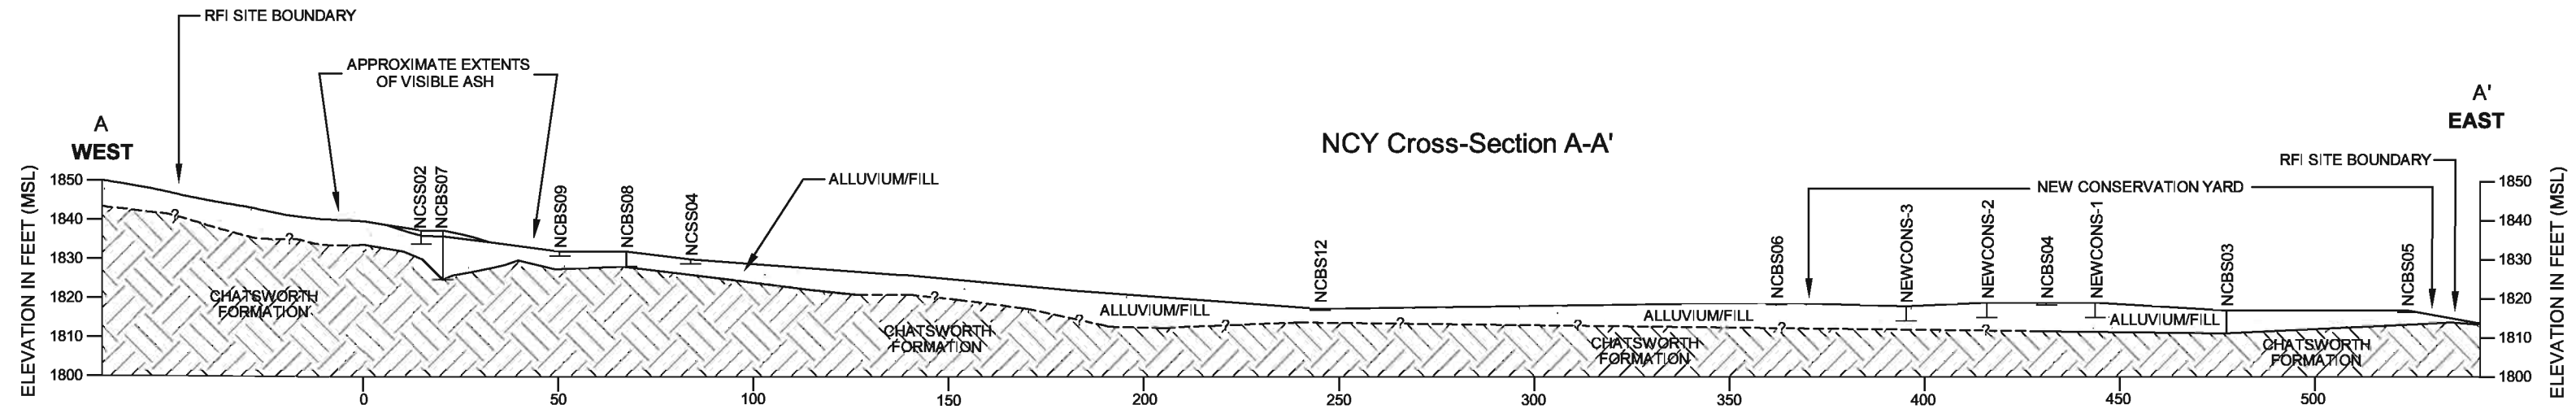 RFI SITE BOUNDARY
APPROXIMATE EXTENTS
OF VISIBLE ASH
A
WEST
NCY Cross-Section A-A'
A'
EAST
RFI SITE BOUNDARY
NEW CONSERVATION YARD
ALLUVIUM/FILL
ELEVATION IN FEET (MSL)
1850
1840
1830
1820
1810
1800
NCSS02
NCBS07
NCBS09
NCBS08
NCSS04
NCBS12
NCBS06
NEWCONS-3
NEWCONS-2
NCBS04
NEWCONS-1
NCBS03
NCBS05
1850
1840
1830
1820
1810
1800
ELEVATION IN FEET (MSL)
?
?
?
?
?
?
?
?
?
ALLUVIUM/FILL
ALLUVIUM/FILL
ALLUVIUM/FILL
CHATSWORTH
FORMATION
CHATSWORTH
FORMATION
CHATSWORTH
FORMATION
CHATSWORTH
FORMATION
0
50
100
150
200
250
300
350
400
450
500